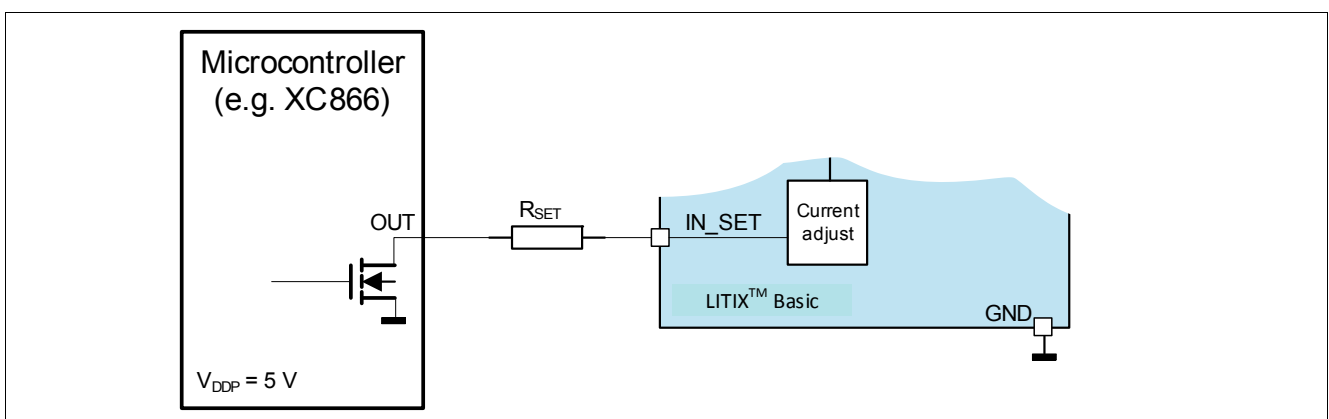 Microcontroller
(e.g. XC866)
OUT
RSET
IN_SET
Current
adjust
LITIX™ Basic
GND
VDDP = 5 V